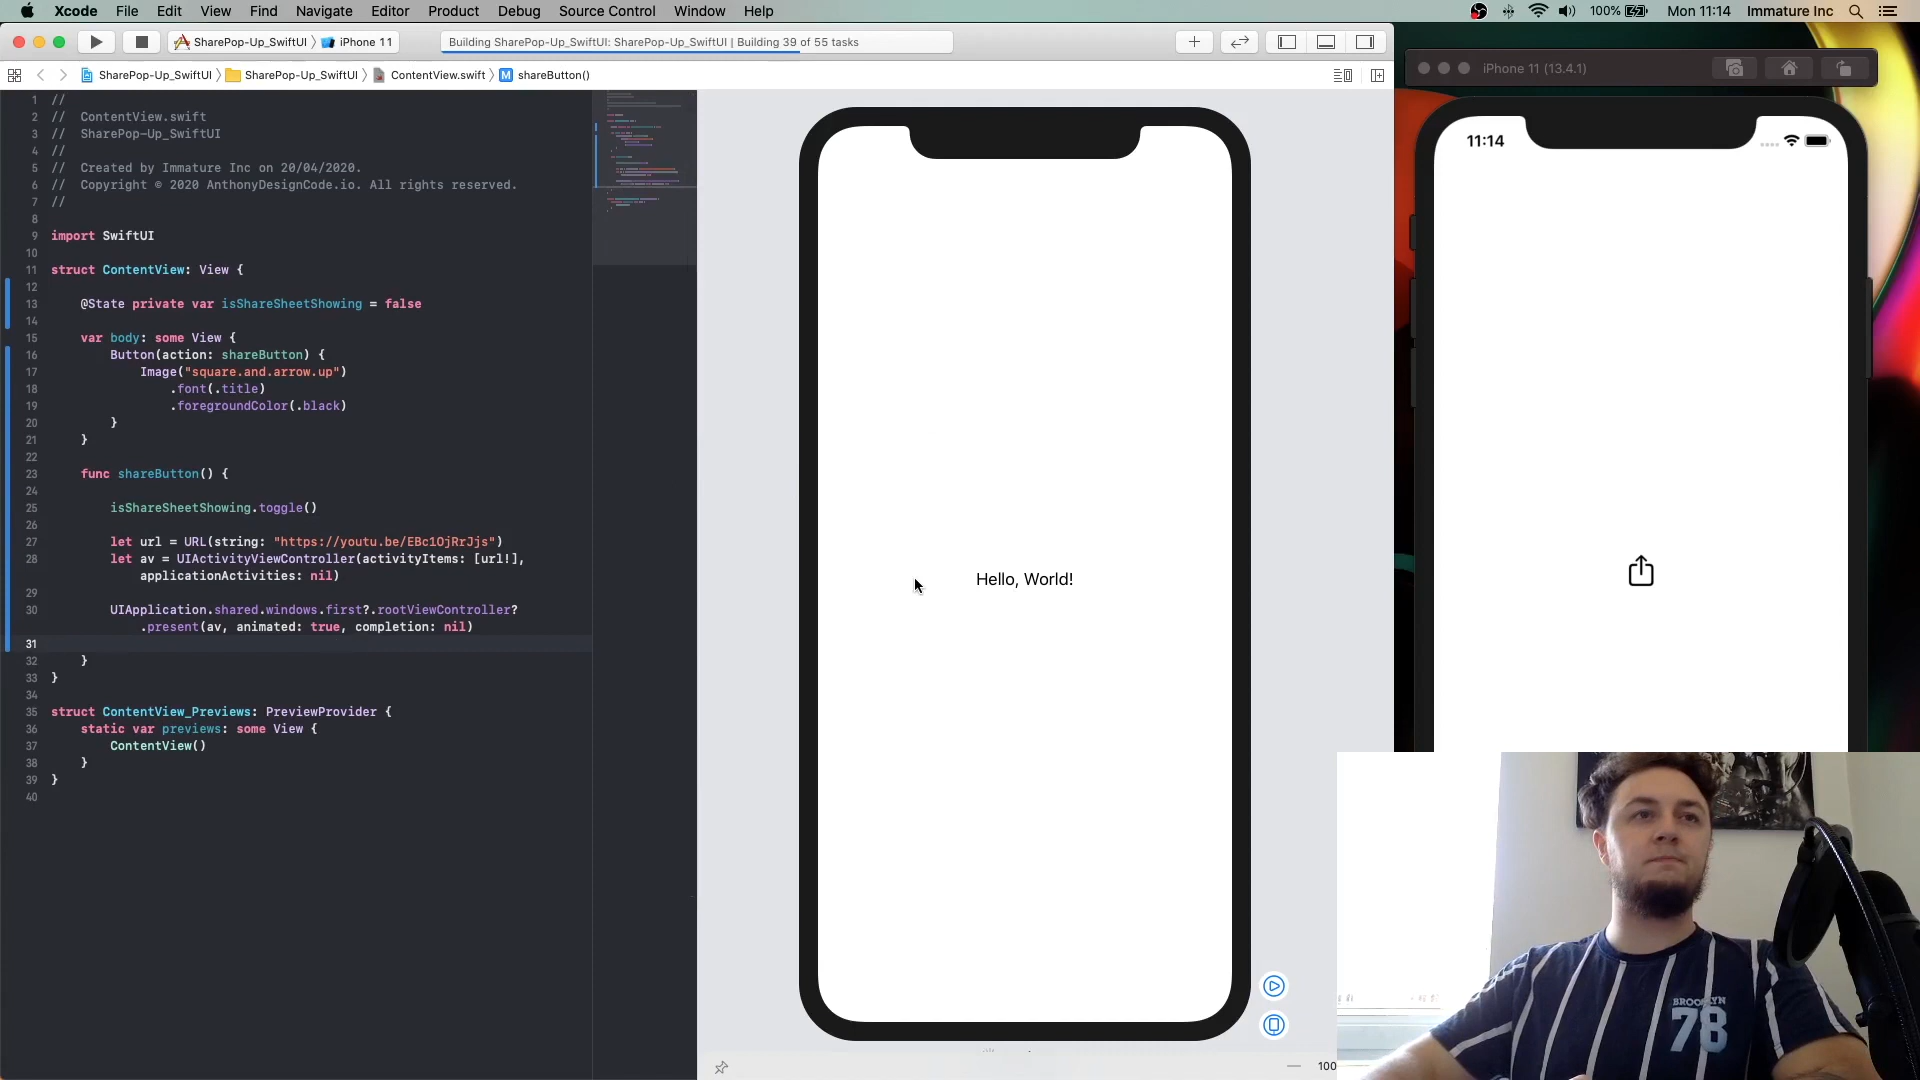 Xcode File Edit View Find Navigate Editor Product Debug Source Control Window Help 100% Mon 11:14 Immature Inc
SharePop-Up_SwiftUI iPhone 11 Building SharePop-Up_SwiftUI: SharePop-Up_SwiftUI | Building 39 of 55 tasks
SharePop-Up_SwiftUI SharePop-Up_SwiftUI ContentView.swift M shareButton()
1 //
2 // ContentView.swift
3 // SharePop-Up_SwiftUI
4 //
5 // Created by Immature Inc on 20/04/2020.
6 // Copyright © 2020 AnthonyDesignCode.io. All rights reserved.
7 //
8
9 import SwiftUI
10
11 struct ContentView: View {
12
13 @State private var isShareSheetShowing = false
14
15 var body: some View {
16 Button(action: shareButton) {
17 Image("square.and.arrow.up")
18 .font(.title)
19 .foregroundColor(.black)
20 }
21 }
22
23 func shareButton() {
24
25 isShareSheetShowing.toggle()
26
27 let url = URL(string: "https://youtu.be/EBc1OjRrJjs")
28 let av = UIActivityViewController(activityItems: [url!],
applicationActivities: nil)
29
30 UIApplication.shared.windows.first?.rootViewController?
.present(av, animated: true, completion: nil)
31
32 }
33 }
34
35 struct ContentView_Previews: PreviewProvider {
36 static var previews: some View {
37 ContentView()
38 }
39 }
40
Hello, World!
100
iPhone 11 (13.4.1)
11:14
BROOKLYN
78